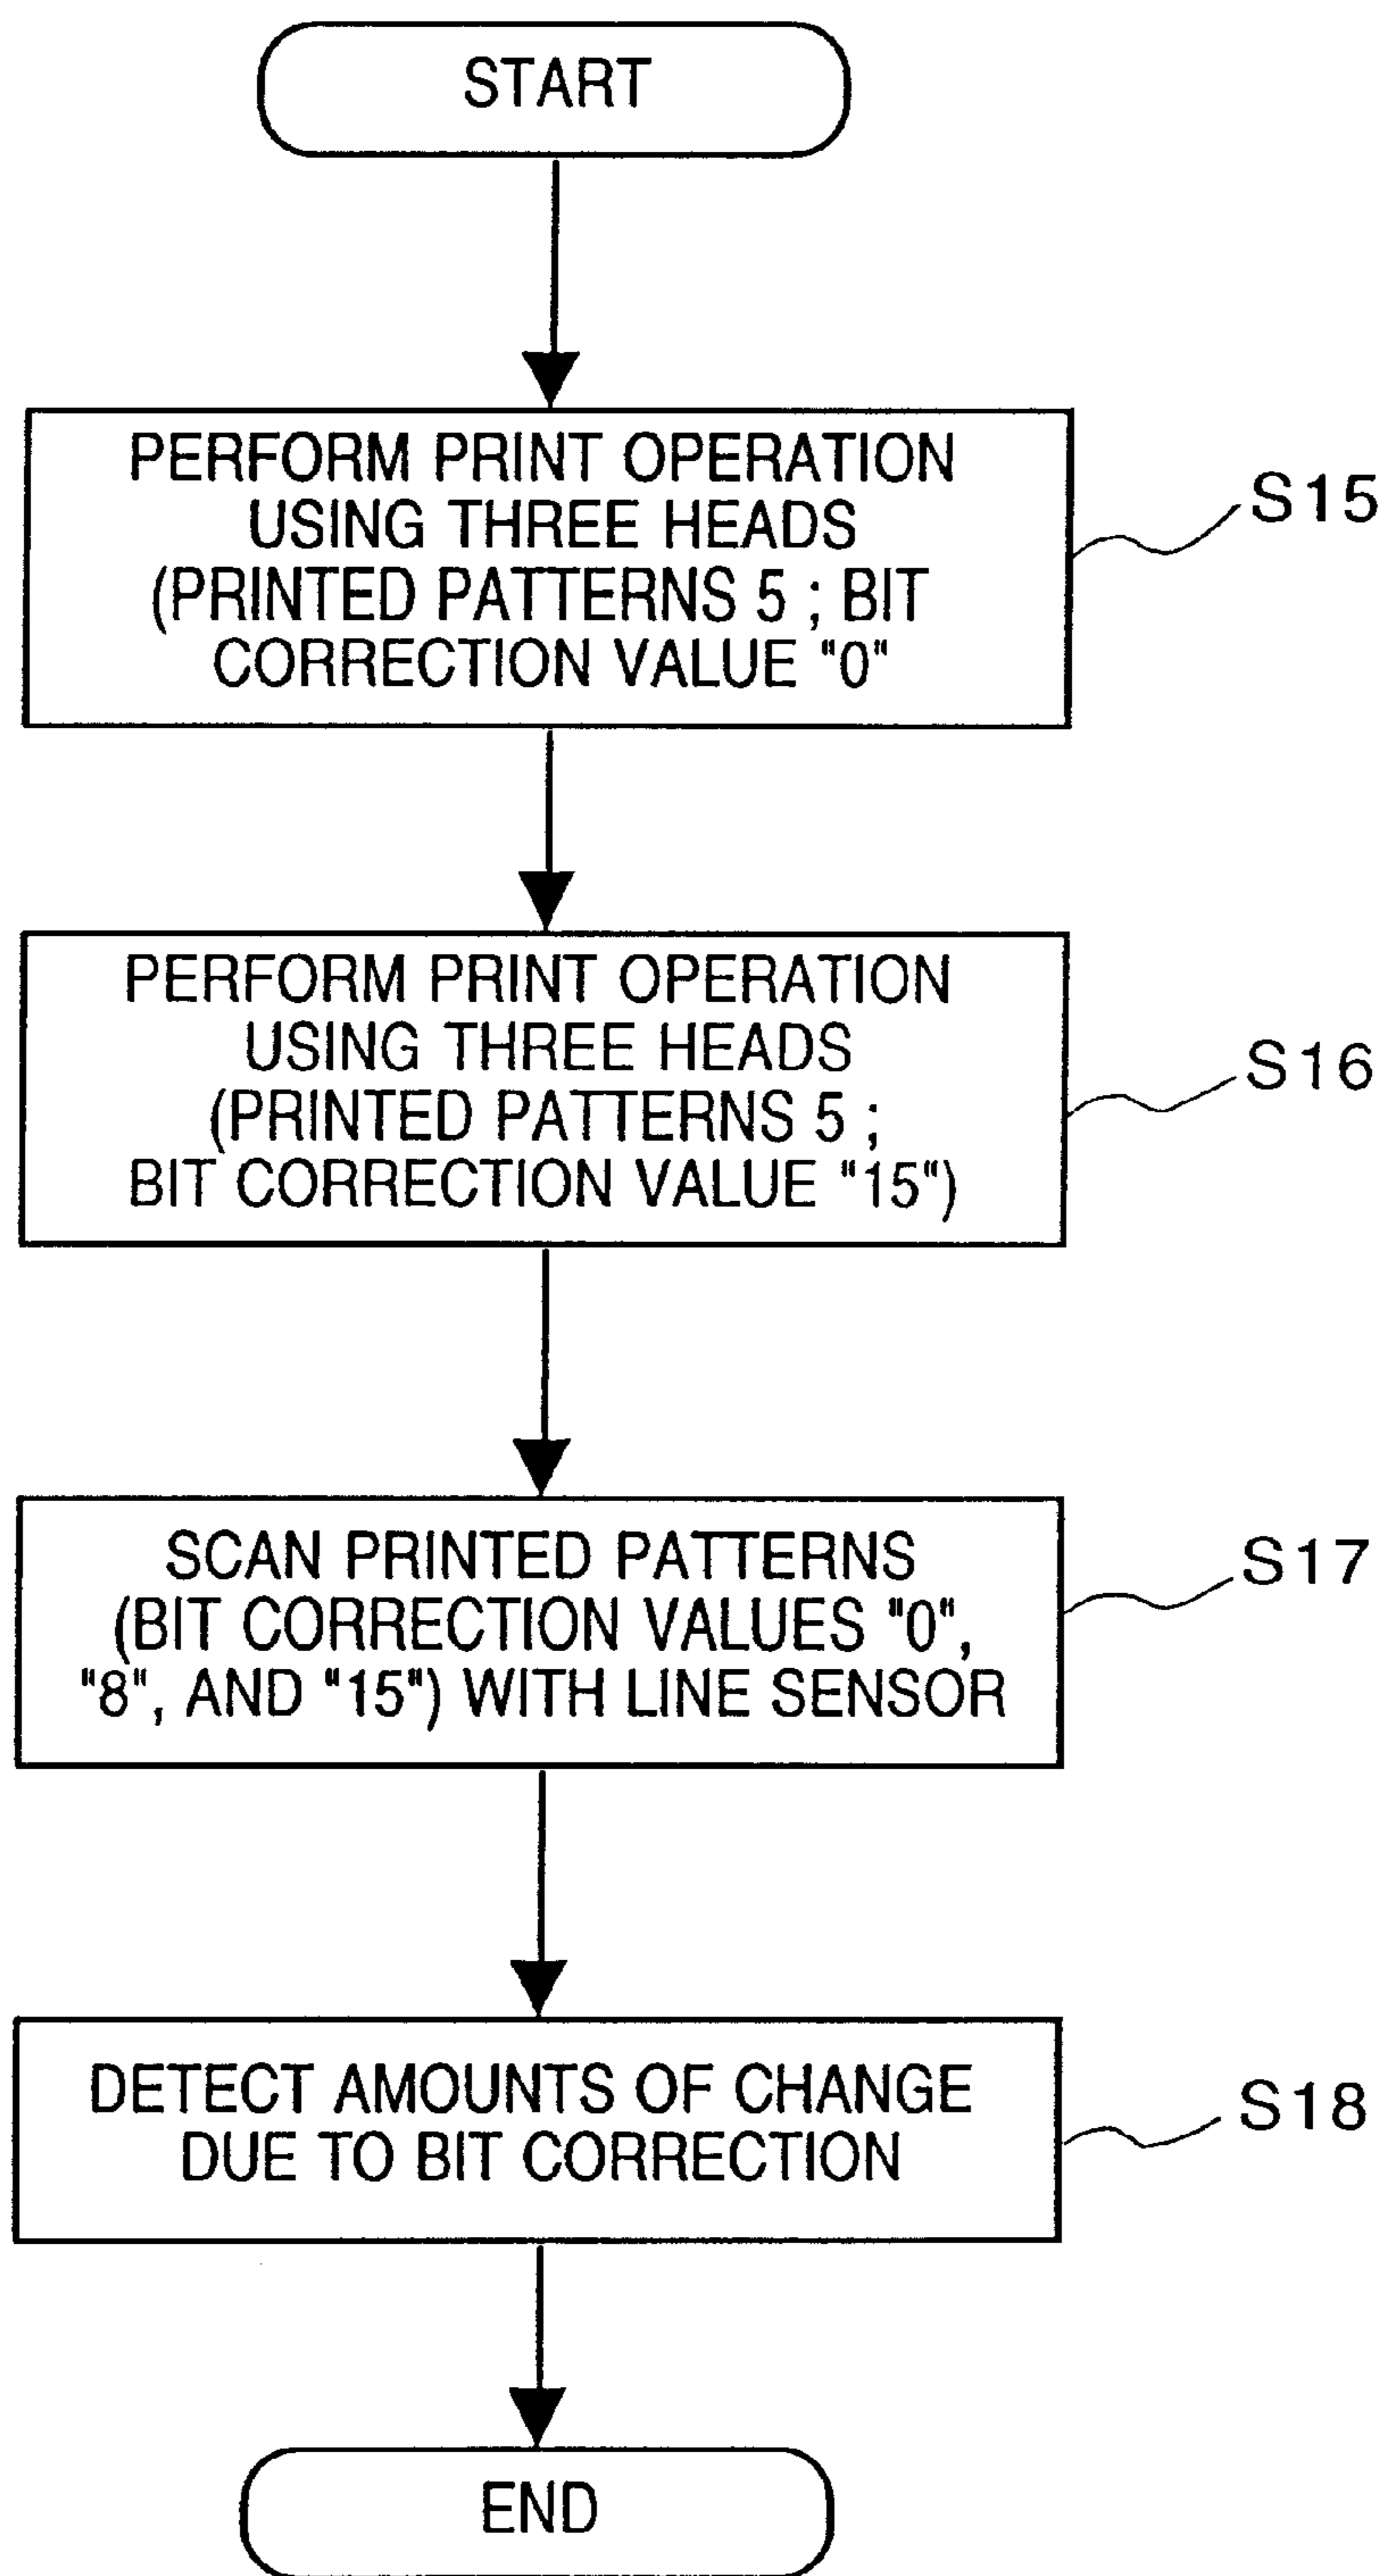 START
PERFORM PRINT OPERATION
USING THREE HEADS
(PRINTED PATTERNS 5 ; BIT
CORRECTION VALUE "0"
S15
PERFORM PRINT OPERATION
USING THREE HEADS
(PRINTED PATTERNS 5 ;
BIT CORRECTION VALUE "15")
S16
SCAN PRINTED PATTERNS
(BIT CORRECTION VALUES "0",
"8", AND "15") WITH LINE SENSOR
S17
DETECT AMOUNTS OF CHANGE
DUE TO BIT CORRECTION
S18
END